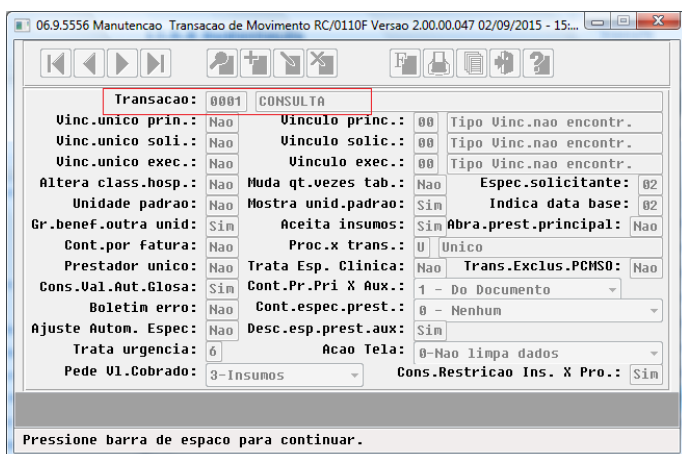 06.9.5556 Manutencao Transacao de Movimento RC/0110F Versao 2.00.00.047 02/09/2015 - 15:...
Transacao: 0001 CONSULTA
Vinc.unico prin.: Nao Vinculo princ.: 00 Tipo Vinc.nao encontr.
Vinc.unico soli.: Nao Vinculo solic.: 00 Tipo Vinc.nao encontr.
Vinc.unico exec.: Nao Vinculo exec.: 00 Tipo Vinc.nao encontr.
Altera class.hosp.: Nao Muda qt.vezes tab.: Nao Espec.solicitante: 02
Unidade padrao: Nao Mostra unid.padrao: Sim Indica data base: 02
Gr.benef.outra unid: Sim Aceita insumos: Sim Abra.prest.principal: Nao
Cont.por fatura: Nao Proc.x trans.: U Unico
Prestador unico: Nao Trata Esp. Clinica: Nao Trans.Exclus.PCMSO: Nao
Cons.Val.Aut.Glosa: Sim Cont.Pr.Pri X Aux.: 1 - Do Documento
Boletim erro: Nao Cont.espec.prest.: 0 - Nenhum
Ajuste Autom. Espec: Nao Desc.esp.prest.aux: Sim
Trata urgencia: 6 Acao Tela: 0-Nao limpa dados
Pede Vl.Cobrado: 3-Insumos Cons.Restricao Ins. X Pro.: Sim
Pressione barra de espaco para continuar.